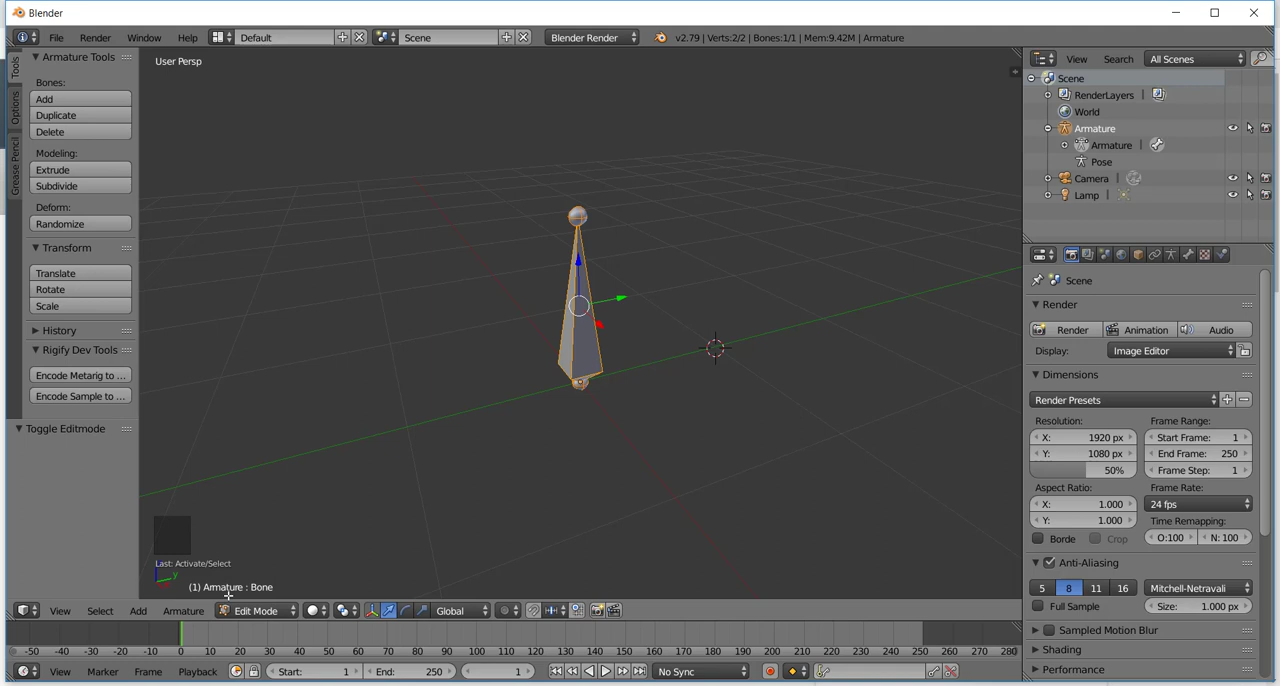 Blender
File Render Window Help Default Scene Blender Render v2.79 | Verts:2/2 | Bones:1/1 | Mem:9.42M | Armature
Tools
Options
Grease Pencil
Armature Tools
Bones:
Add
Duplicate
Delete
Modeling:
Extrude
Subdivide
Deform:
Randomize
Transform
Translate
Rotate
Scale
History
Rigify Dev Tools
Encode Metarig to ...
Encode Sample to ...
Toggle Editmode
User Persp
Last: Activate/Select
y
(1) Armature : Bone
View Select Add Armature Edit Mode Global
View Search All Scenes
Scene
RenderLayers |
World
Armature
Armature |
Pose
Camera |
Lamp |
Scene
Render
Render Animation Audio
Display: Image Editor
Dimensions
Render Presets
Resolution: Frame Range:
X: 1920 px Start Frame: 1
Y: 1080 px End Frame: 250
50% Frame Step: 1
Aspect Ratio: Frame Rate:
X: 1.000 24 fps
Y: 1.000 Time Remapping:
Borde Crop O:100 N: 100
Anti-Aliasing
5 8 11 16 Mitchell-Netravali
Full Sample Size: 1.000 px
Sampled Motion Blur
Shading
Performance
-50 -40 -30 -20 -10 0 10 20 30 40 50 60 70 80 90 100 110 120 130 140 150 160 170 180 190 200 210 220 230 240 250 260 270 280
View Marker Frame Playback Start: 1 End: 250 1 No Sync